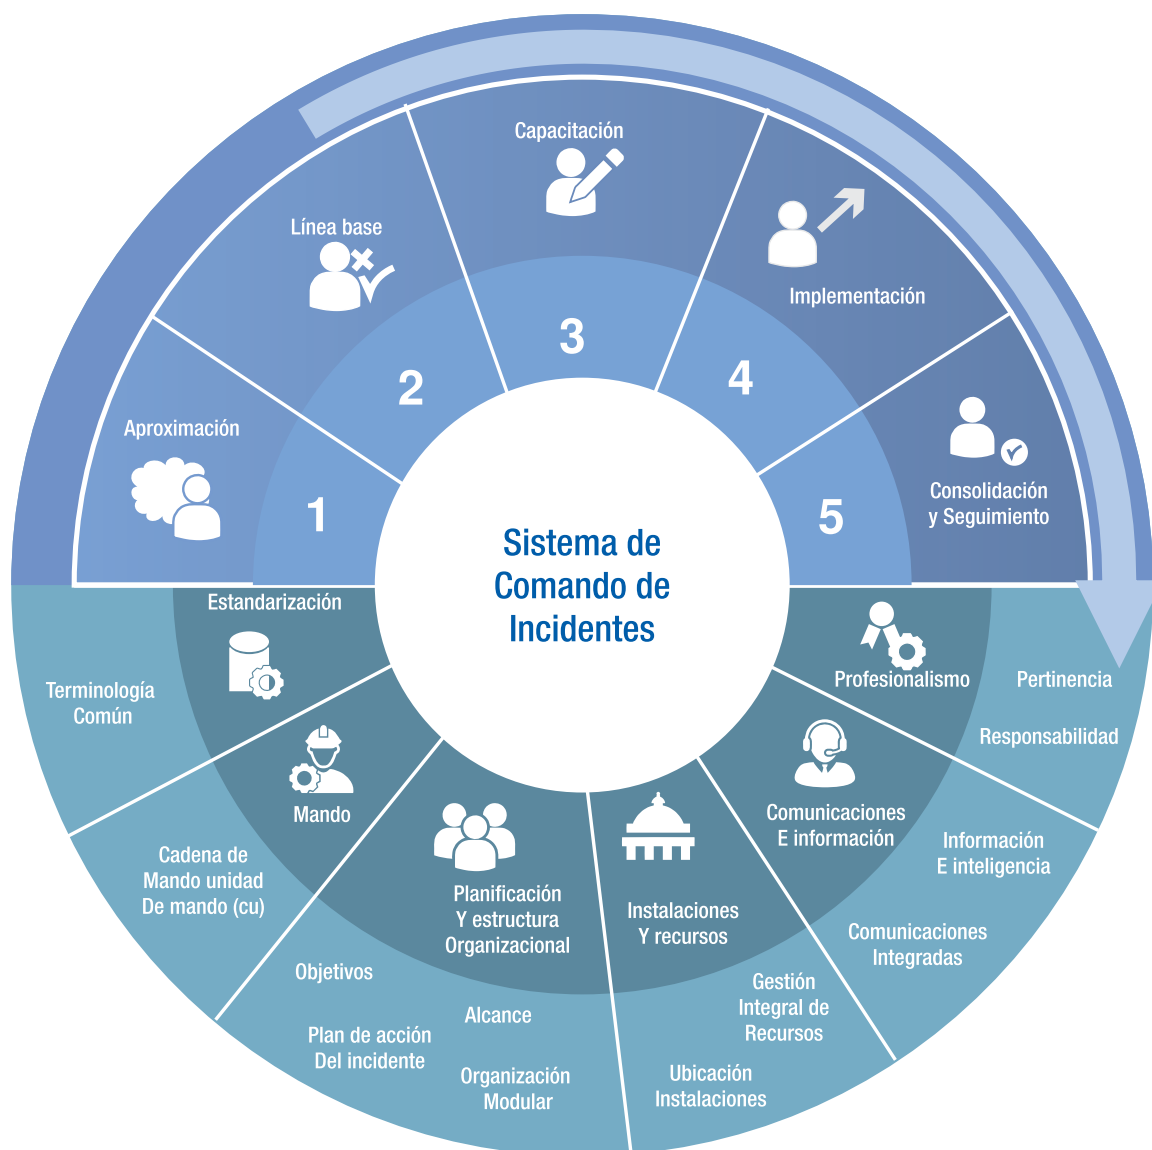 Capacitación
Línea base
Implementación
3
2
4
Aproximación
Consolidación
y Seguimiento
1
5
Sistema de
Comando de
Incidentes
Estandarización
Terminología
Común
Mando
Cadena de
Mando unidad
De mando (cu)
Planificación
Y estructura
Organizacional
Objetivos
Alcance
Plan de acción
Del incidente
Organización
Modular
Instalaciones
Y recursos
Gestión
Integral de
Recursos
Ubicación
Instalaciones
Comunicaciones
E información
Información
E inteligencia
Comunicaciones
Integradas
Profesionalismo
Pertinencia
Responsabilidad